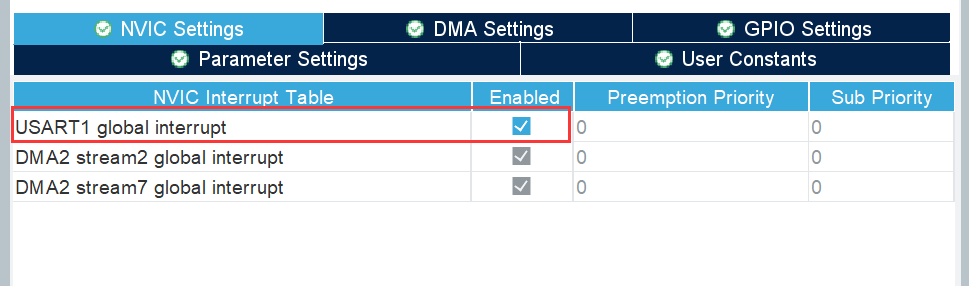 NVIC Settings DMA Settings GPIO Settings
Parameter Settings User Constants
NVIC Interrupt Table Enabled Preemption Priority Sub Priority
USART1 global interrupt 0 0
DMA2 stream2 global interrupt 0 0
DMA2 stream7 global interrupt 0 0